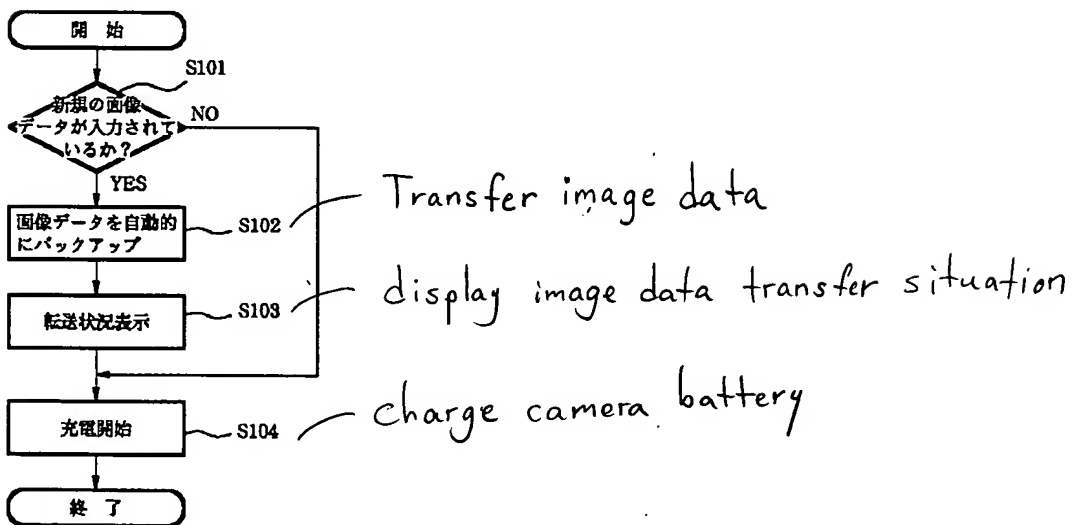 開 始
S101
新規の画像
データが入力されて
いるか?
NO
YES
画像データを自動的
にバックアップ
S102
Transfer image data
転送状況表示
S103
display image data transfer situation
充電開始
S104
charge camera battery
終 了